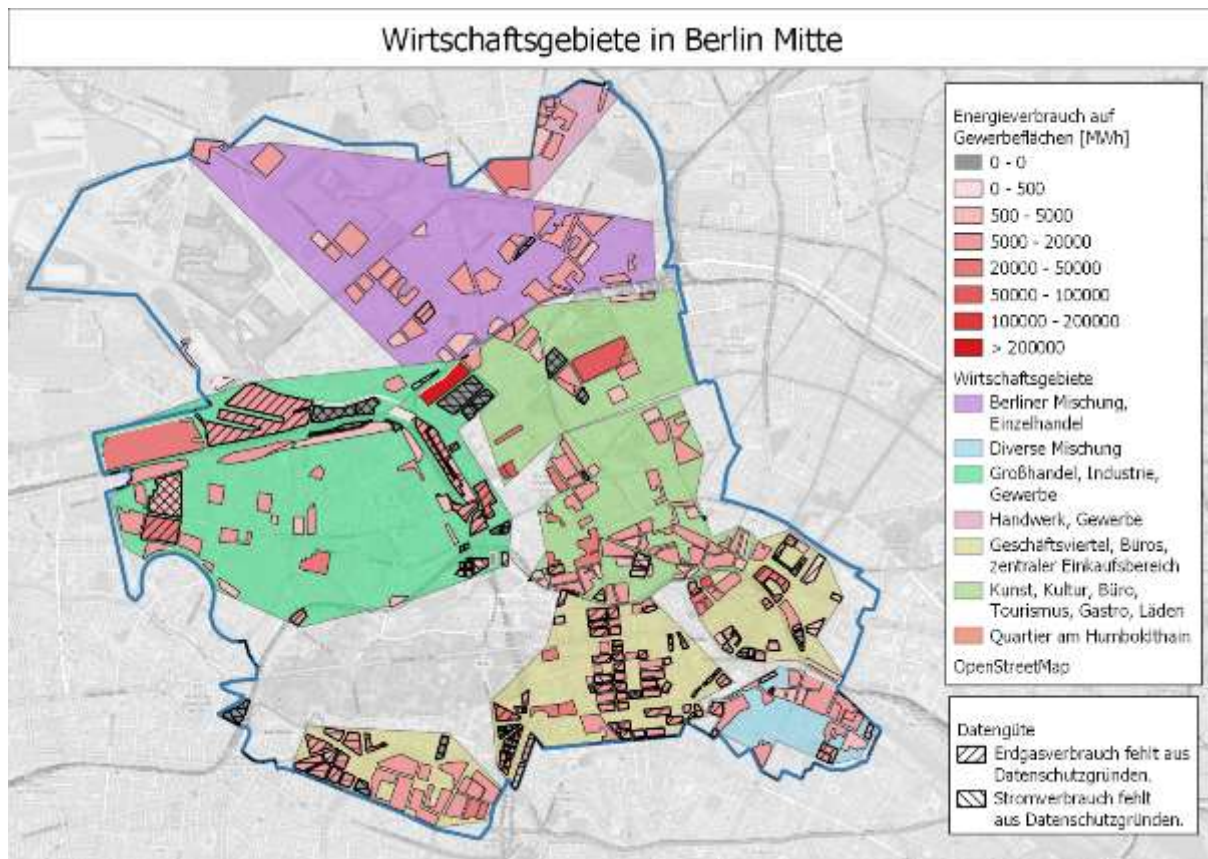 Wirtschaftsgebiete in Berlin Mitte
Energieverbrauch auf
Gewerbeflächen [MWh]
0 - 0
0 - 500
500 - 5000
5000 - 20000
20000 - 50000
50000 - 100000
100000 - 200000
> 200000
Wirtschaftsgebiete
Berliner Mischung,
Einzelhandel
Diverse Mischung
Großhandel, Industrie,
Gewerbe
Handwerk, Gewerbe
Geschäftsviertel, Büros,
zentraler Einkaufsbereich
Kunst, Kultur, Büro,
Tourismus, Gastro, Läden
Quartier am Humboldthain
OpenStreetMap
Datengüte
Erdgasverbrauch fehlt aus
Datenschutzgründen.
Stromverbrauch fehlt
aus Datenschutzgründen.